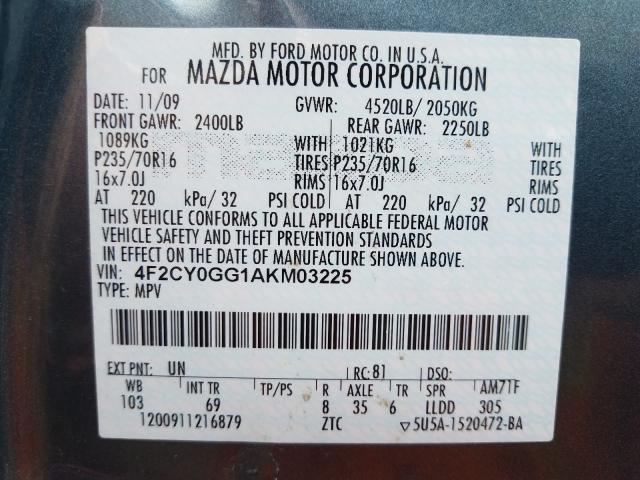 MFD. BY FORD MOTOR CO. IN U.S.A.
FOR MAZDA MOTOR CORPORATION
DATE: 11/09 GVWR: 4520LB/ 2050KG
FRONT GAWR: 2400LB REAR GAWR: 2250LB
1089KG WITH 1021KG WITH
P235/70R16 TIRES P235/70R16 TIRES
16x7.0J RIMS 16x7.0J RIMS
AT 220 kPa/ 32 PSI COLD AT 220 kPa/ 32 PSI COLD
THIS VEHICLE CONFORMS TO ALL APPLICABLE FEDERAL MOTOR
VEHICLE SAFETY AND THEFT PREVENTION STANDARDS
IN EFFECT ON THE DATE OF MANUFACTURE SHOWN ABOVE.
VIN: 4F2CY0GG1AKM03225
TYPE: MPV
EXT PNT: UN RC: 81 DSO:
WB INT TR TP/PS R AXLE TR SPR AM71F
103 69 8 35 6 LLDD 305
1200911216879 ZTC ▽5U5A-1520472-BA